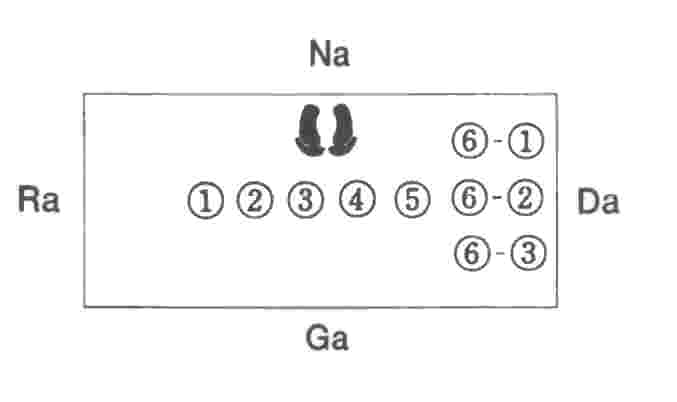 Na
⑥-①
Ra ① ② ③ ④ ⑤ ⑥-② Da
⑥-③
Ga